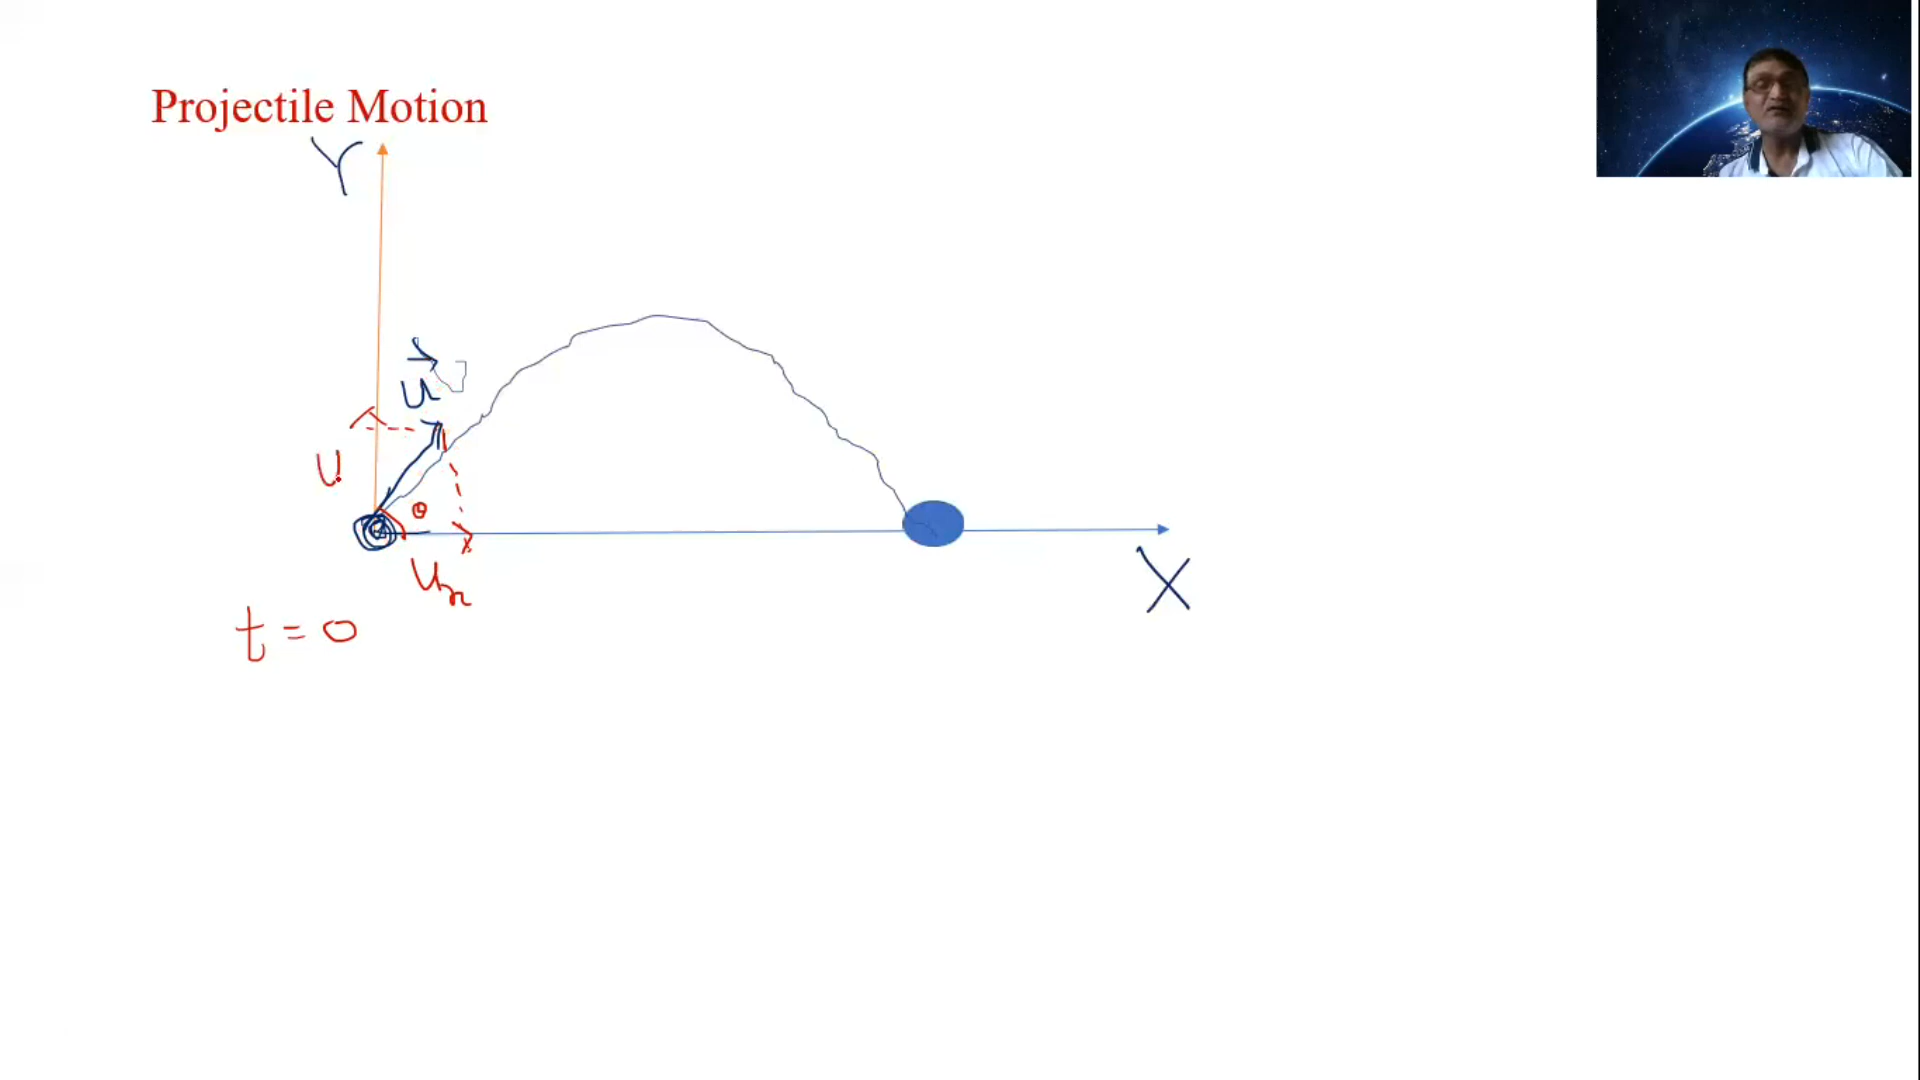 Projectile Motion
Y
u
U
θ
Ux
t = 0
X